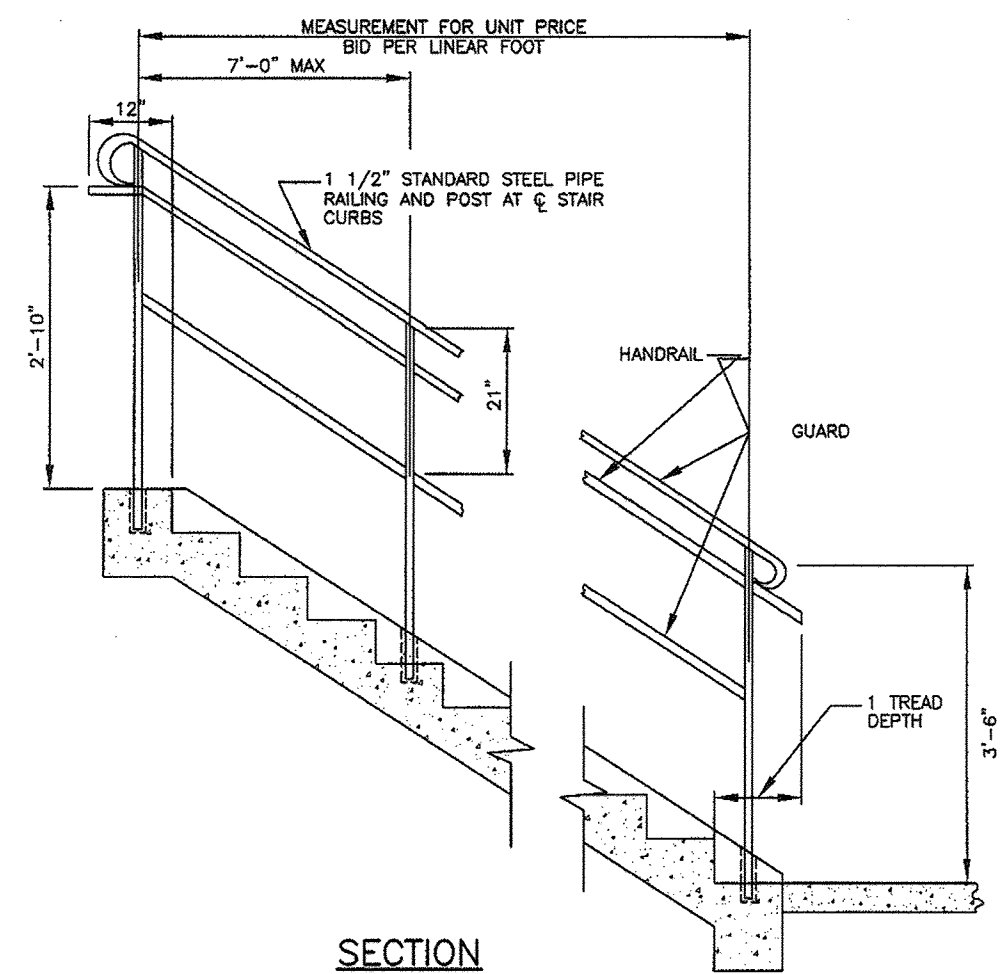 MEASUREMENT FOR UNIT PRICE
BID PER LINEAR FOOT
7'-0" MAX
12"
1 1/2" STANDARD STEEL PIPE
RAILING AND POST AT ℄ STAIR
CURBS
2'-10"
21"
HANDRAIL
GUARD
1 TREAD
DEPTH
3'-6"
SECTION